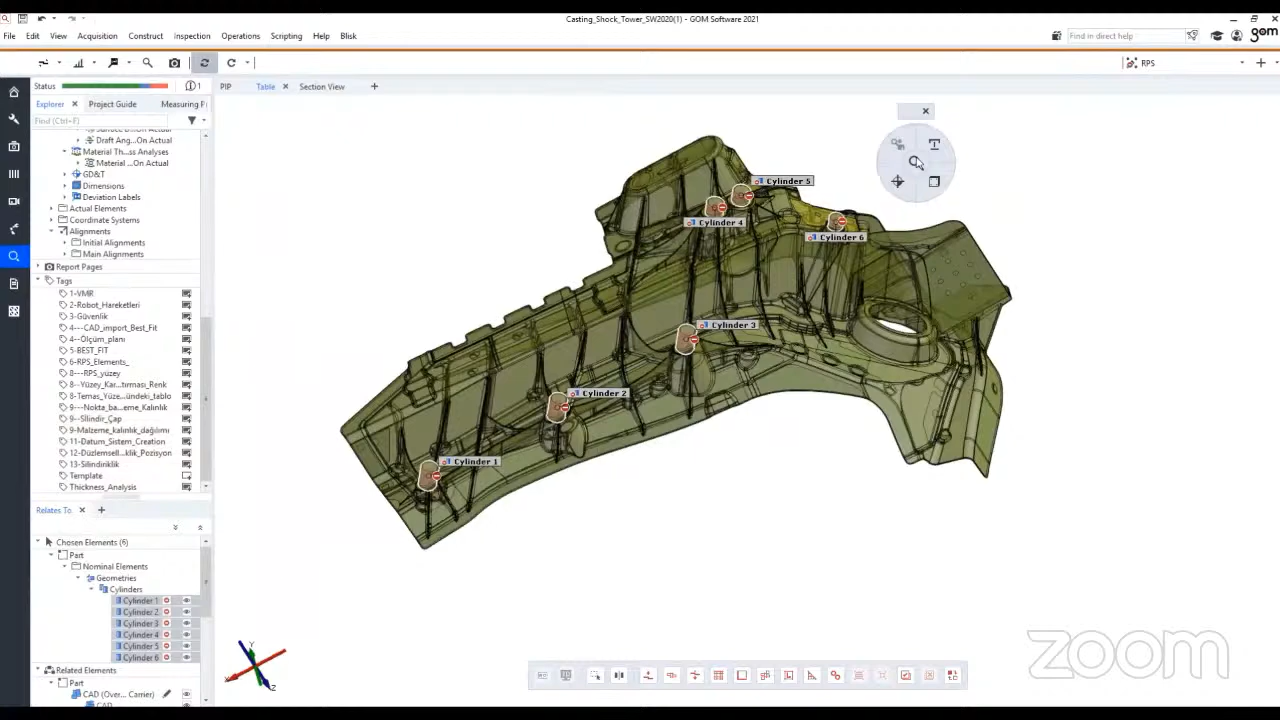 Casting_Shock_Tower_SW2020(1) - GOM Software 2021
File Edit View Acquisition Construct Inspection Operations Scripting Help Blisk
Find in direct help
gom
RPS
Status
1
PIP Table Section View
Explorer Project Guide Measuring P
Find (Ctrl+F)
Draft Ang...On Actual
Material Th...ss Analyses
Material ...On Actual
GD&T
Dimensions
Deviation Labels
Actual Elements
Coordinate Systems
Alignments
Initial Alignments
Main Alignments
Report Pages
Tags
1-VMR
2-Robot_Hareketleri
3-Güvenlik
4---CAD_import_Best_Fit
4--Ölçüm_planı
5-BEST_FIT
6-RPS_Elements_
8---RPS_yüzey
8--Yüzey_Kar...tırması_Renk
8-Temas_Yüze...ündeki_tablo
9---Nokta_ba...eme_Kalınlık
9--Silindir_Çap
9-Malzeme_kalınlık_dağılımı
11-Datum_Sistem_Creation
12-Düzlemsell...klik_Pozisyon
13-Silindiriklik
Template
Thickness_Analysis
Relates To.
Chosen Elements (6)
Part
Nominal Elements
Geometries
Cylinders
Cylinder 1
Cylinder 2
Cylinder 3
Cylinder 4
Cylinder 5
Cylinder 6
Related Elements
Part
CAD (Over... Carrier)
Cylinder 5
Cylinder 4
Cylinder 6
Cylinder 3
Cylinder 2
Cylinder 1
Y
X
Z
zoom